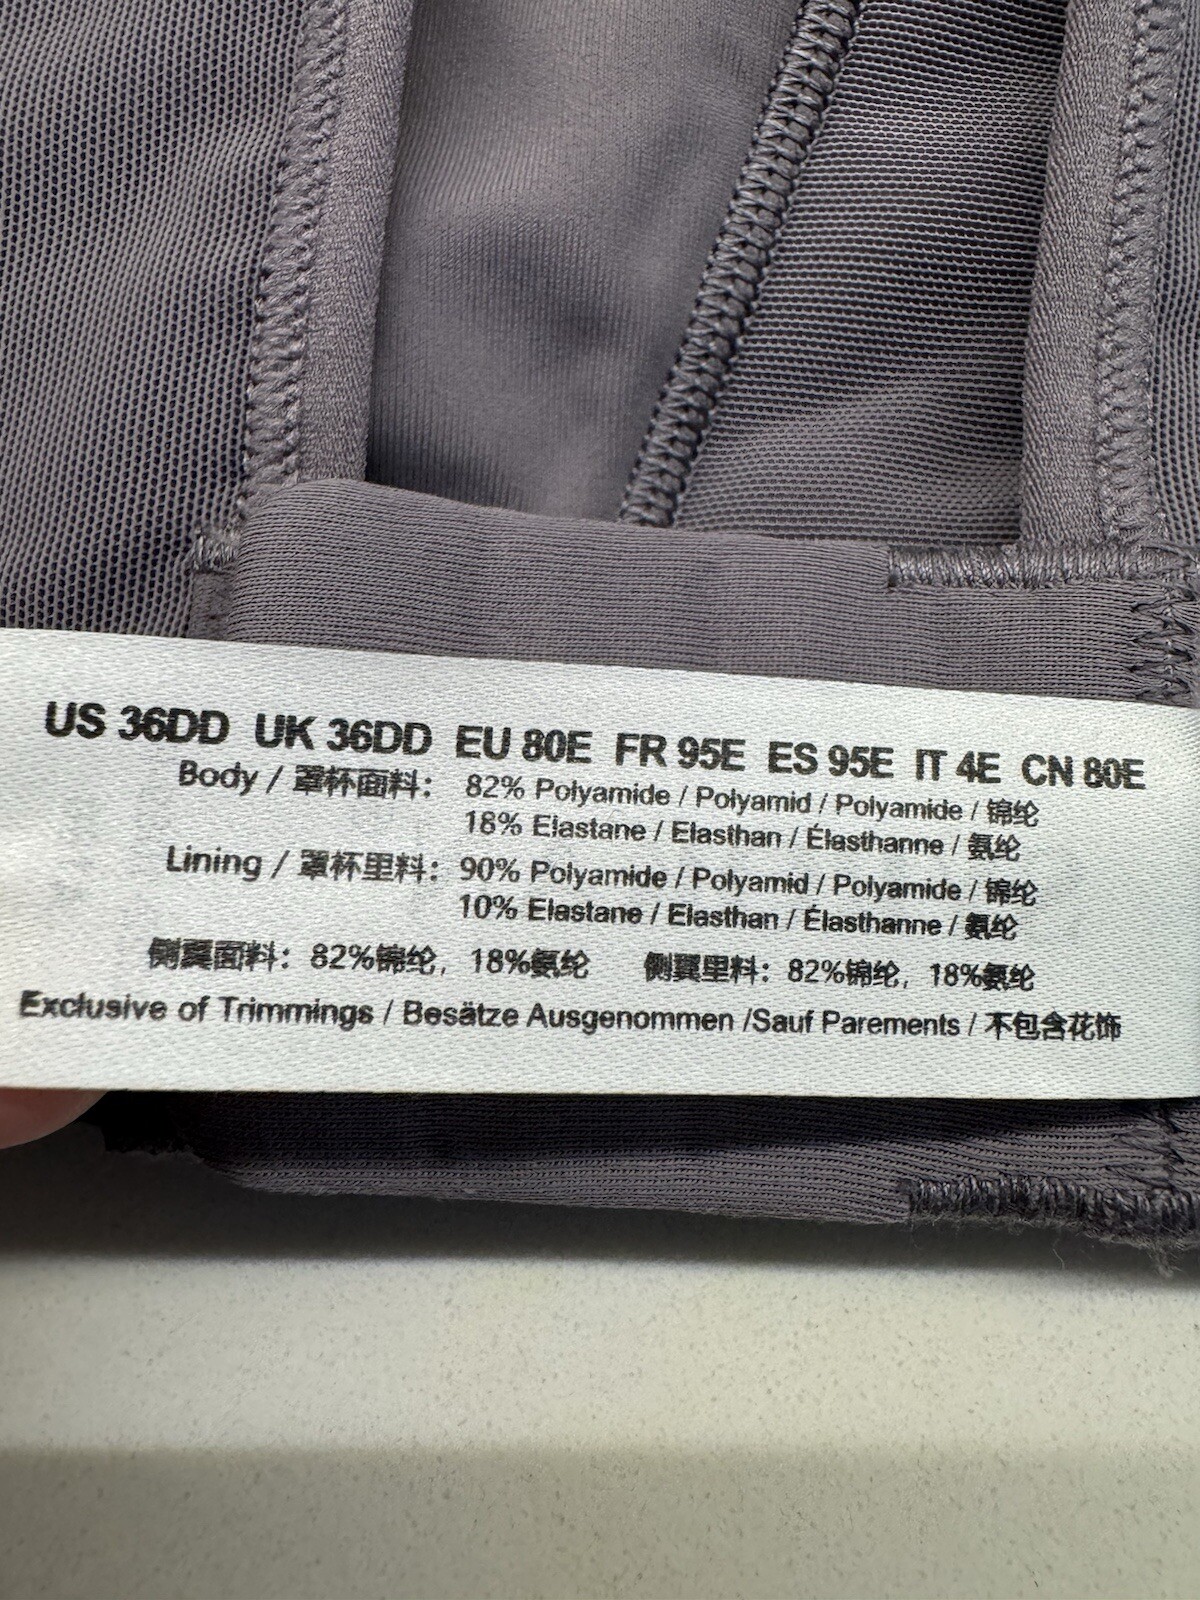 US 36DD UK 36DD EU 80E FR 95E ES 95E IT 4E CN 80E
Body / 罩杯面料： 82% Polyamide / Polyamid / Polyamide / 锦纶
18% Elastane / Elasthan / Élasthanne / 氨纶
Lining / 罩杯里料： 90% Polyamide / Polyamid / Polyamide / 锦纶
10% Elastane / Elasthan / Élasthanne / 氨纶
侧翼面料：82%锦纶，18%氨纶 侧翼里料：82%锦纶，18%氨纶
Exclusive of Trimmings / Besätze Ausgenommen /Sauf Parements / 不包含花饰